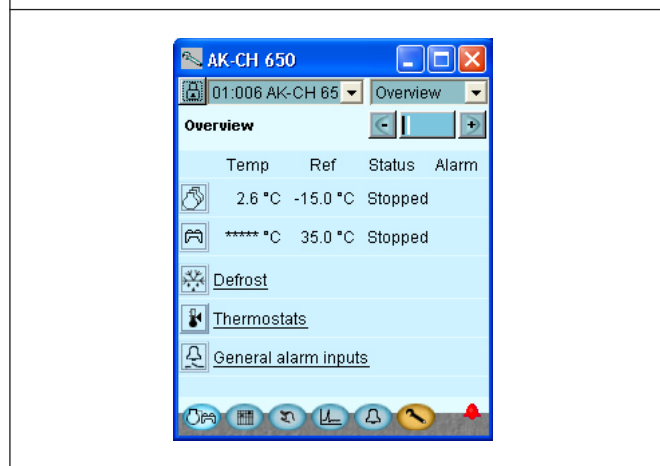 AK-CH 650
01:006 AK-CH 65 Overview
Overview
Temp Ref Status Alarm
2.6 °C -15.0 °C Stopped
***** °C 35.0 °C Stopped
Defrost
Thermostats
General alarm inputs